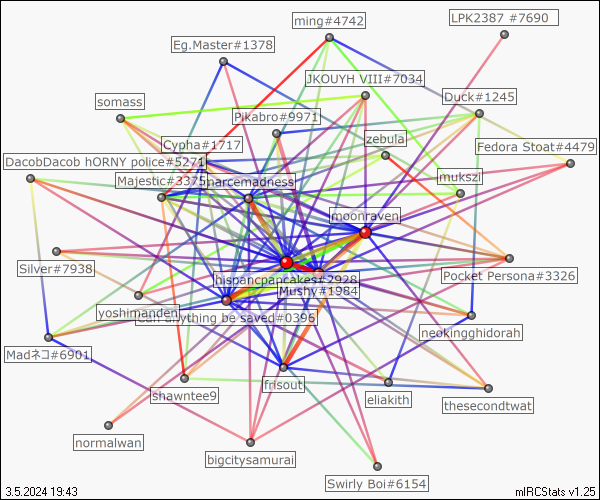 ming#4742
LPK2387 #7690
Eg.Master#1378
JKOUYH VIII#7034
somass
Duck#1245
Pikabro#9971
Cypha#1717
zebula
Fedora Stoat#4479
DacobDacob hORNY police#5271
Majestic#3375
narcemadness
mukszi
moonraven
Silver#7938
hispancpancakes#2928
Pocket Persona#3326
Mushy#1984
yoshimanden
can anything be saved#0396
neokingghidorah
Madネコ#6901
frisout
shawntee9
eliakith
thesecondtwat
normalwan
bigcitysamurai
Swirly Boi#6154
3.5.2024 19:43
mIRCStats v1.25